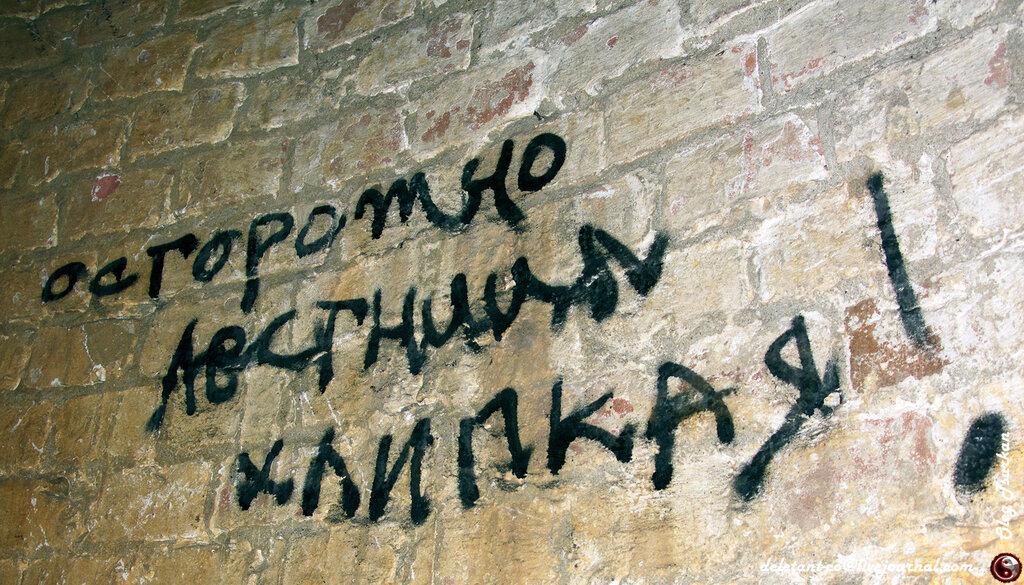 осторожно
лестница
хлипкая!